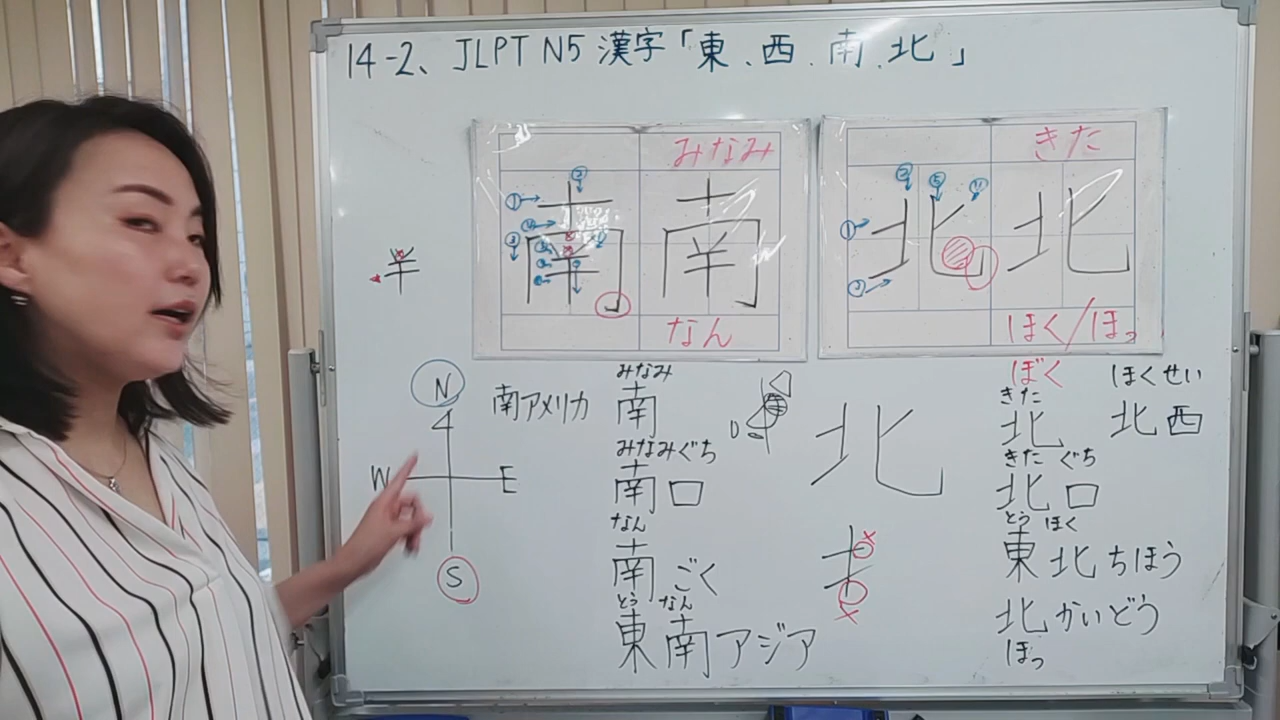 14-2、JLPT N5 漢字「東、西、南、北」
みなみ
南 南
なん
きた
北 北
ほく/ほっ
ぼく
N
W E
S
南アメリカ
みなみ
南
みなみぐち
南口
なん
南ごく
とう なん
東南アジア
北
きた
北
ほくせい
北西
きた ぐち
北口
とう ほく
東北ちほう
北かいどう
ほっ